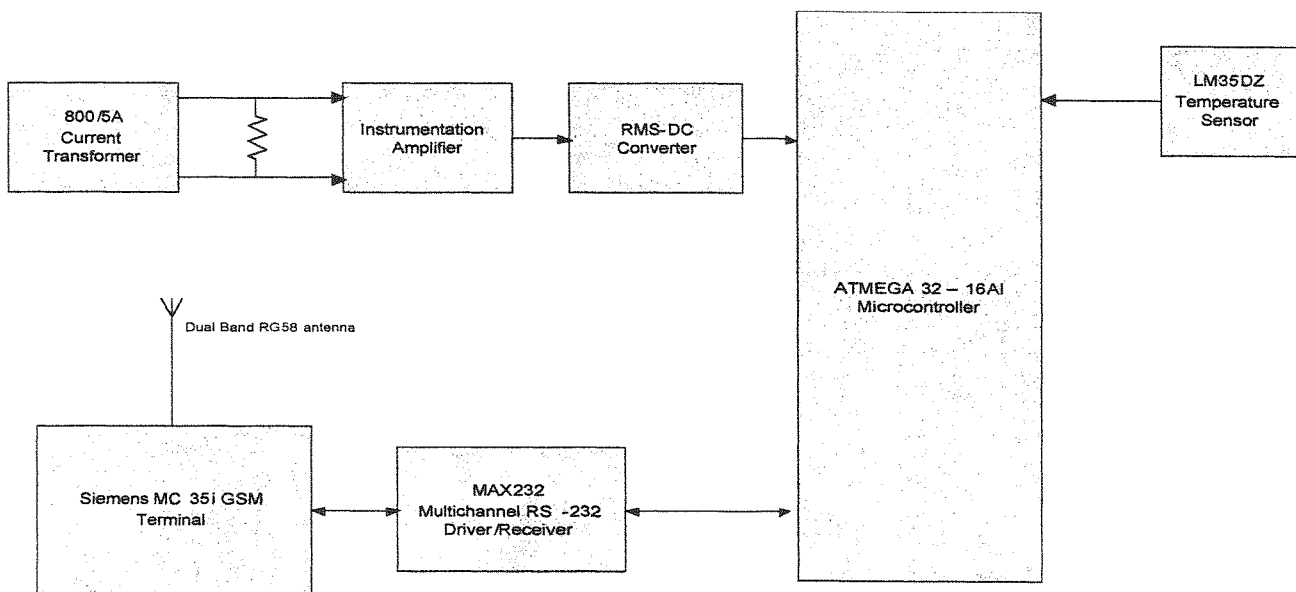 800/5A
Current
Transformer
Instrumentation
Amplifier
RMS-DC
Converter
LM35DZ
Temperature
Sensor
ATMEGA 32 – 16AI
Microcontroller
Dual Band RG58 antenna
Siemens MC 35i GSM
Terminal
MAX232
Multichannel RS -232
Driver/Receiver